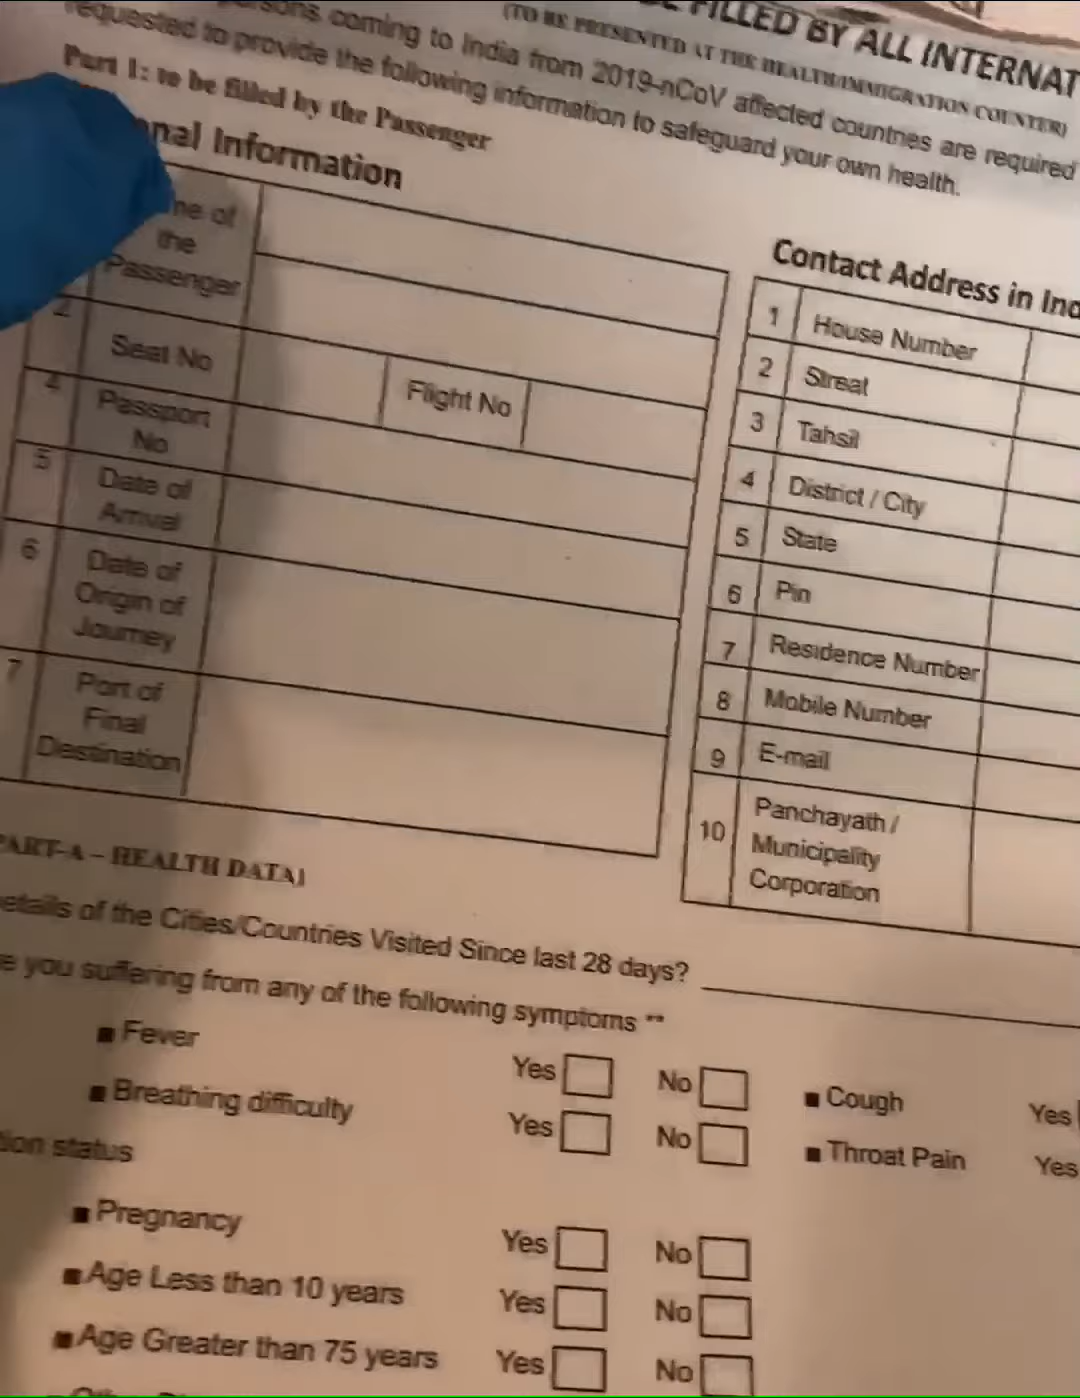 FILLED BY ALL INTERNAT
(TO BE PRESENTED AT THE HEALTH/IMMIGRATION COUNTER)
coming to India from 2019-nCoV affected countries are required
requested to provide the following information to safeguard your own health.
Part 1: to be filled by the Passenger
nal Information
the
Passenger
2
Seat No
Flight No
4
Passport
No
5
Date of
Arrival
6
Date of
Origin of
Journey
7
Port of
Final
Destination
Contact Address in Ind
1 House Number
2 Streat
3 Tahsil
4 District / City
5 State
6 Pin
7 Residence Number
8 Mobile Number
9 E-mail
10 Panchayath /
Municipality
Corporation
PART-A – HEALTH DATA]
etails of the Cities/Countries Visited Since last 28 days?
e you suffering from any of the following symptoms **
Fever Yes No Cough Yes
Breathing difficulty Yes No Throat Pain Yes
tion status
Pregnancy Yes No
Age Less than 10 years Yes No
Age Greater than 75 years Yes No